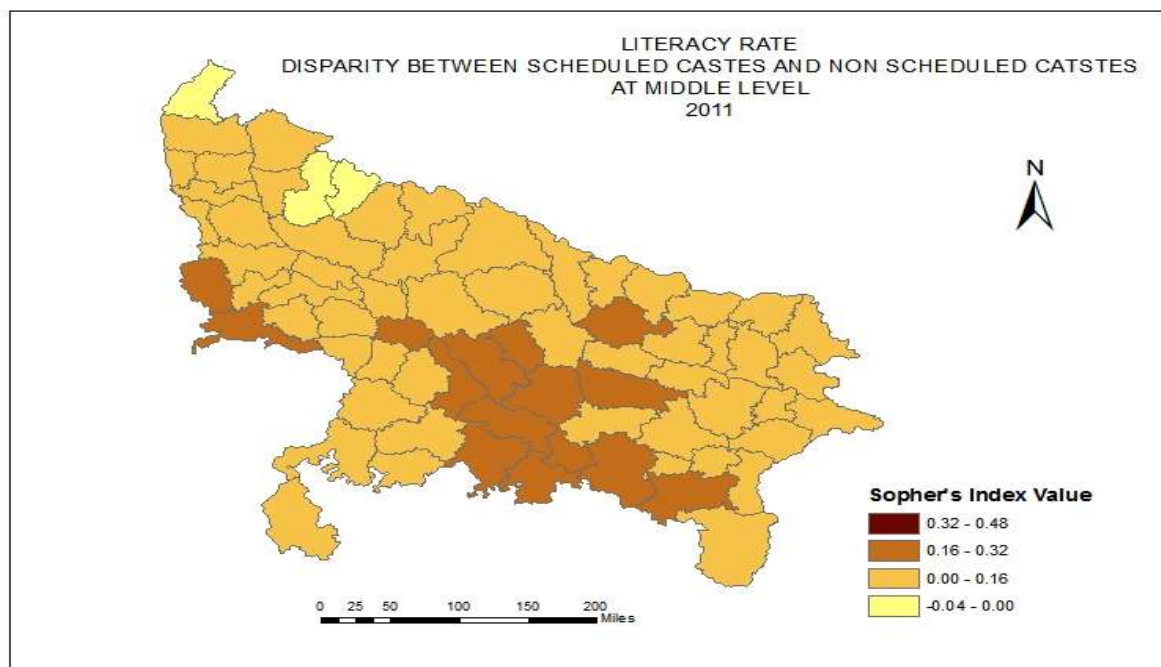 LITERACY RATE
DISPARITY BETWEEN SCHEDULED CASTES AND NON SCHEDULED CATSTES
AT MIDDLE LEVEL
2011
N
Sopher's Index Value
0.32 - 0.48
0.16 - 0.32
0.00 - 0.16
-0.04 - 0.00
0 25 50 100 150 200
Miles